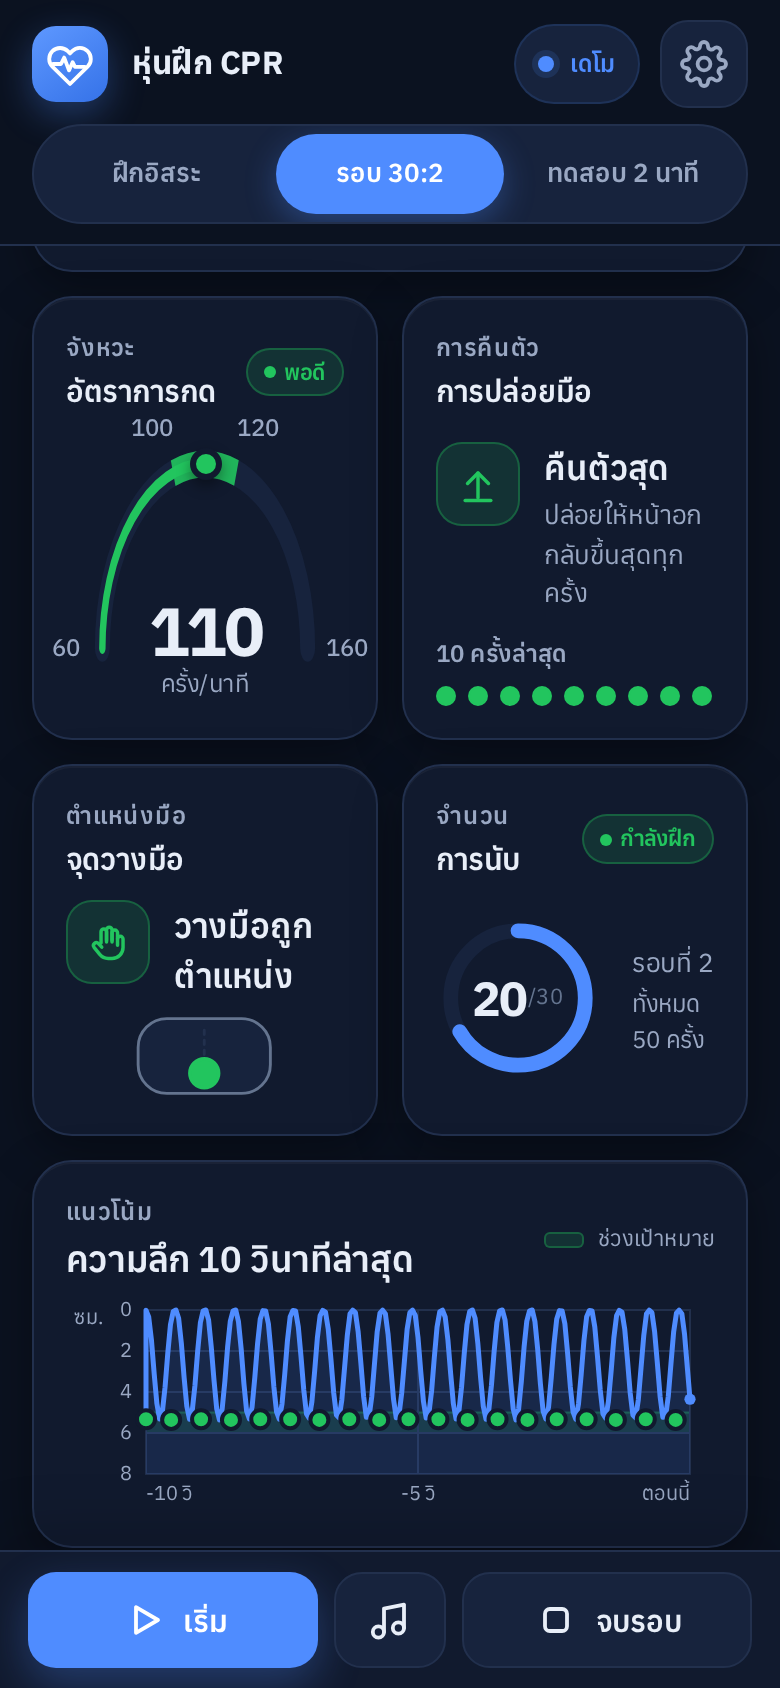 หุ่นฝึก CPR
เดโม
ฝึกอิสระ
รอบ 30:2
ทดสอบ 2 นาที
จังหวะ
อัตราการกด
พอดี
100
120
60
110
160
ครั้ง/นาที
การคืนตัว
การปล่อยมือ
คืนตัวสุด
ปล่อยให้หน้าอก
กลับขึ้นสุดทุก
ครั้ง
10 ครั้งล่าสุด
ตำแหน่งมือ
จุดวางมือ
วางมือถูก
ตำแหน่ง
จำนวน
การนับ
กำลังฝึก
20/30
รอบที่ 2
ทั้งหมด
50 ครั้ง
แนวโน้ม
ความลึก 10 วินาทีล่าสุด
ช่วงเป้าหมาย
ซม.
0
2
4
6
8
-10 วิ
-5 วิ
ตอนนี้
เริ่ม
จบรอบ